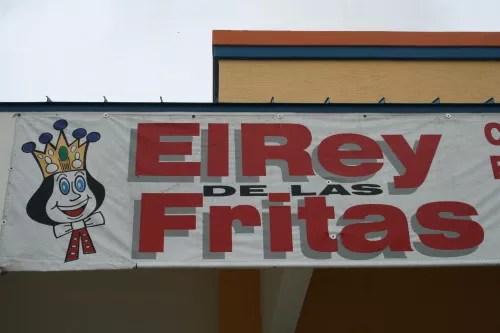 El Rey
DE LAS
Fritas